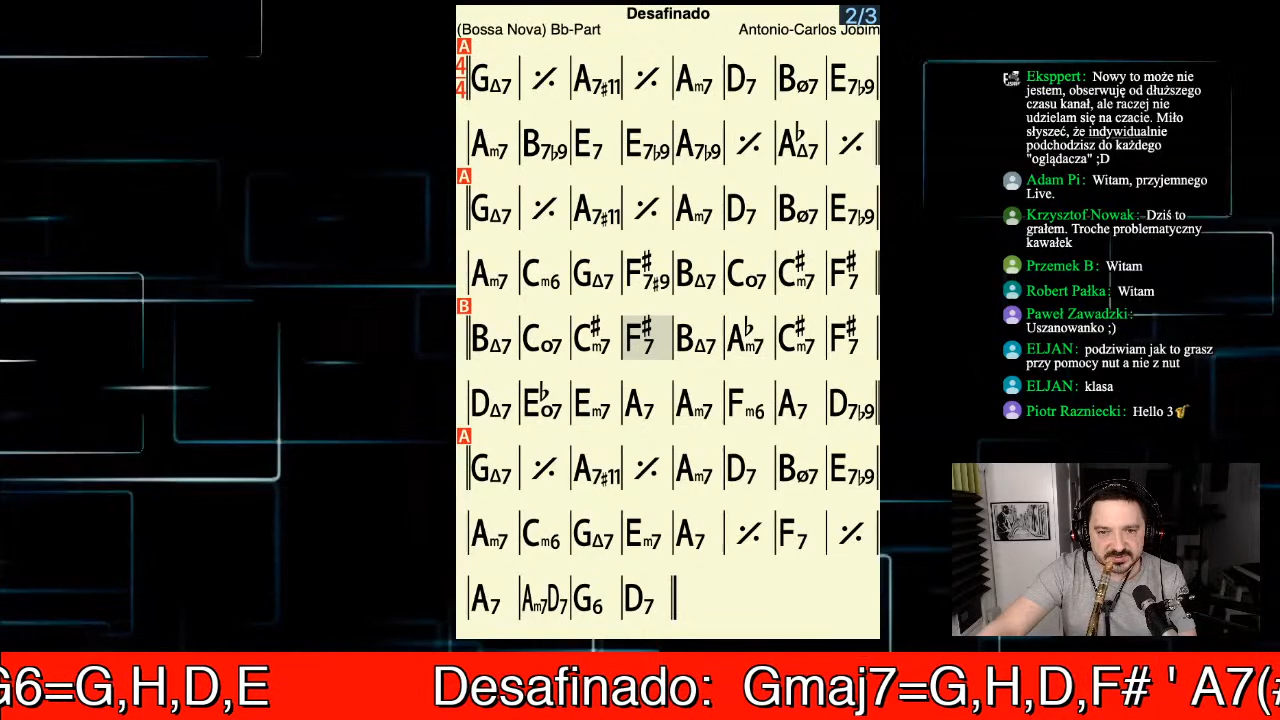 Desafinado
2/3
(Bossa Nova) Bb-Part
Antonio-Carlos Jobim
A
4/4 GΔ7 | ٪ | A7♯11 | ٪ | Am7 | D7 | Bø7 | E7♭9
Am7 | B7♭9 | E7 | E7♭9 | A7♭9 | ٪ | A♭Δ7 | ٪
A
GΔ7 | ٪ | A7♯11 | ٪ | Am7 | D7 | Bø7 | E7♭9
Am7 | Cm6 | GΔ7 | F♯7♯9 | BΔ7 | Co7 | C♯m7 | F♯7
B
BΔ7 | Co7 | C♯m7 | F♯7 | BΔ7 | A♭m7 | C♯m7 | F♯7
DΔ7 | E♭o7 | Em7 | A7 | Am7 | Fm6 | A7 | D7♭9
A
GΔ7 | ٪ | A7♯11 | ٪ | Am7 | D7 | Bø7 | E7♭9
Am7 | Cm6 | GΔ7 | Em7 | A7 | ٪ | F7 | ٪
A7 | Am7D7 | G6 | D7
Eksppert: Nowy to może nie
jestem, obserwuję od dłuższego
czasu kanał, ale raczej nie
udzielam się na czacie. Miło
słyszeć, że indywidualnie
podchodzisz do każdego
"oglądacza" ;D
Adam Pi: Witam, przyjemnego
Live.
Krzysztof Nowak: Dziś to
grałem. Troche problematyczny
kawałek
Przemek B: Witam
Robert Pałka: Witam
Paweł Zawadzki:
Uszanowanko ;)
ELJAN: podziwiam jak to grasz
przy pomocy nut a nie z nut
ELJAN: klasa
Piotr Razniecki: Hello 3🎷
G6=G,H,D,E Desafinado: Gmaj7=G,H,D,F# ' A7(#